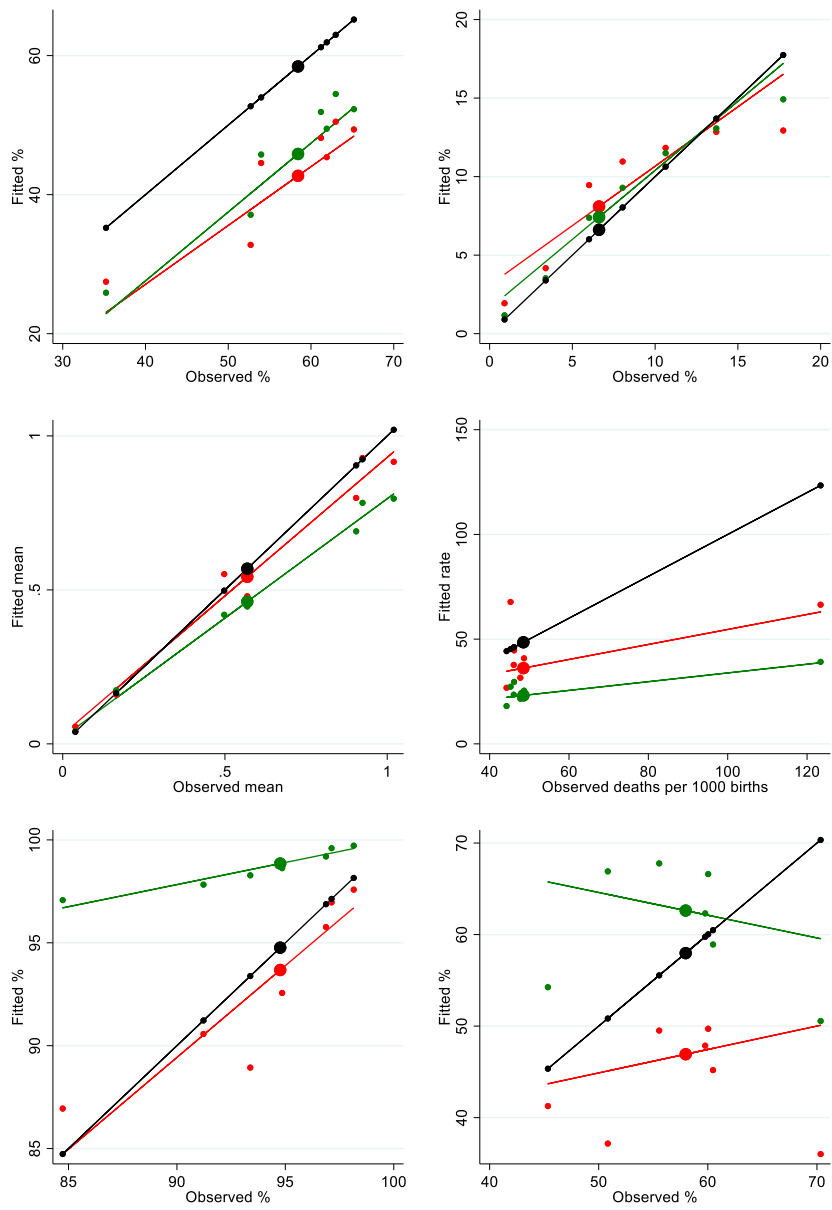 Fitted %
60
40
20
30 40 50 60 70
Observed %
Fitted %
20
15
10
5
0
0 5 10 15 20
Observed %
Fitted mean
1
.5
0
0 .5 1
Observed mean
Fitted rate
150
100
50
0
40 60 80 100 120
Observed deaths per 1000 births
Fitted %
100
95
90
85
85 90 95 100
Observed %
Fitted %
70
60
50
40
40 50 60 70
Observed %